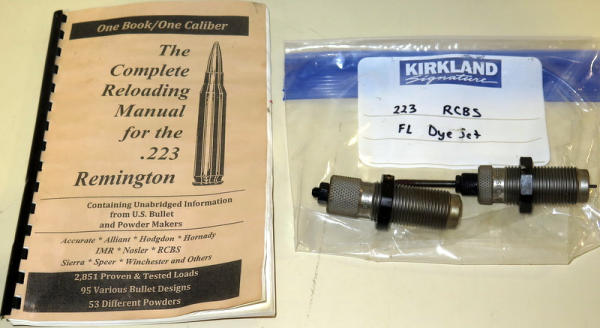 One Book/One Caliber
The
Complete
Reloading
Manual
for the
.223
Remington
Containing Unabridged Information
from U.S. Bullet
and Powder Makers
Accurate * Alliant * Hodgdon * Hornady
IMR * Nosler * RCBS
Sierra * Speer * Winchester and Others
2,851 Proven & Tested Loads
95 Various Bullet Designs
53 Different Powders
KIRKLAND
Signature
223 RCBS
FL Dye Set